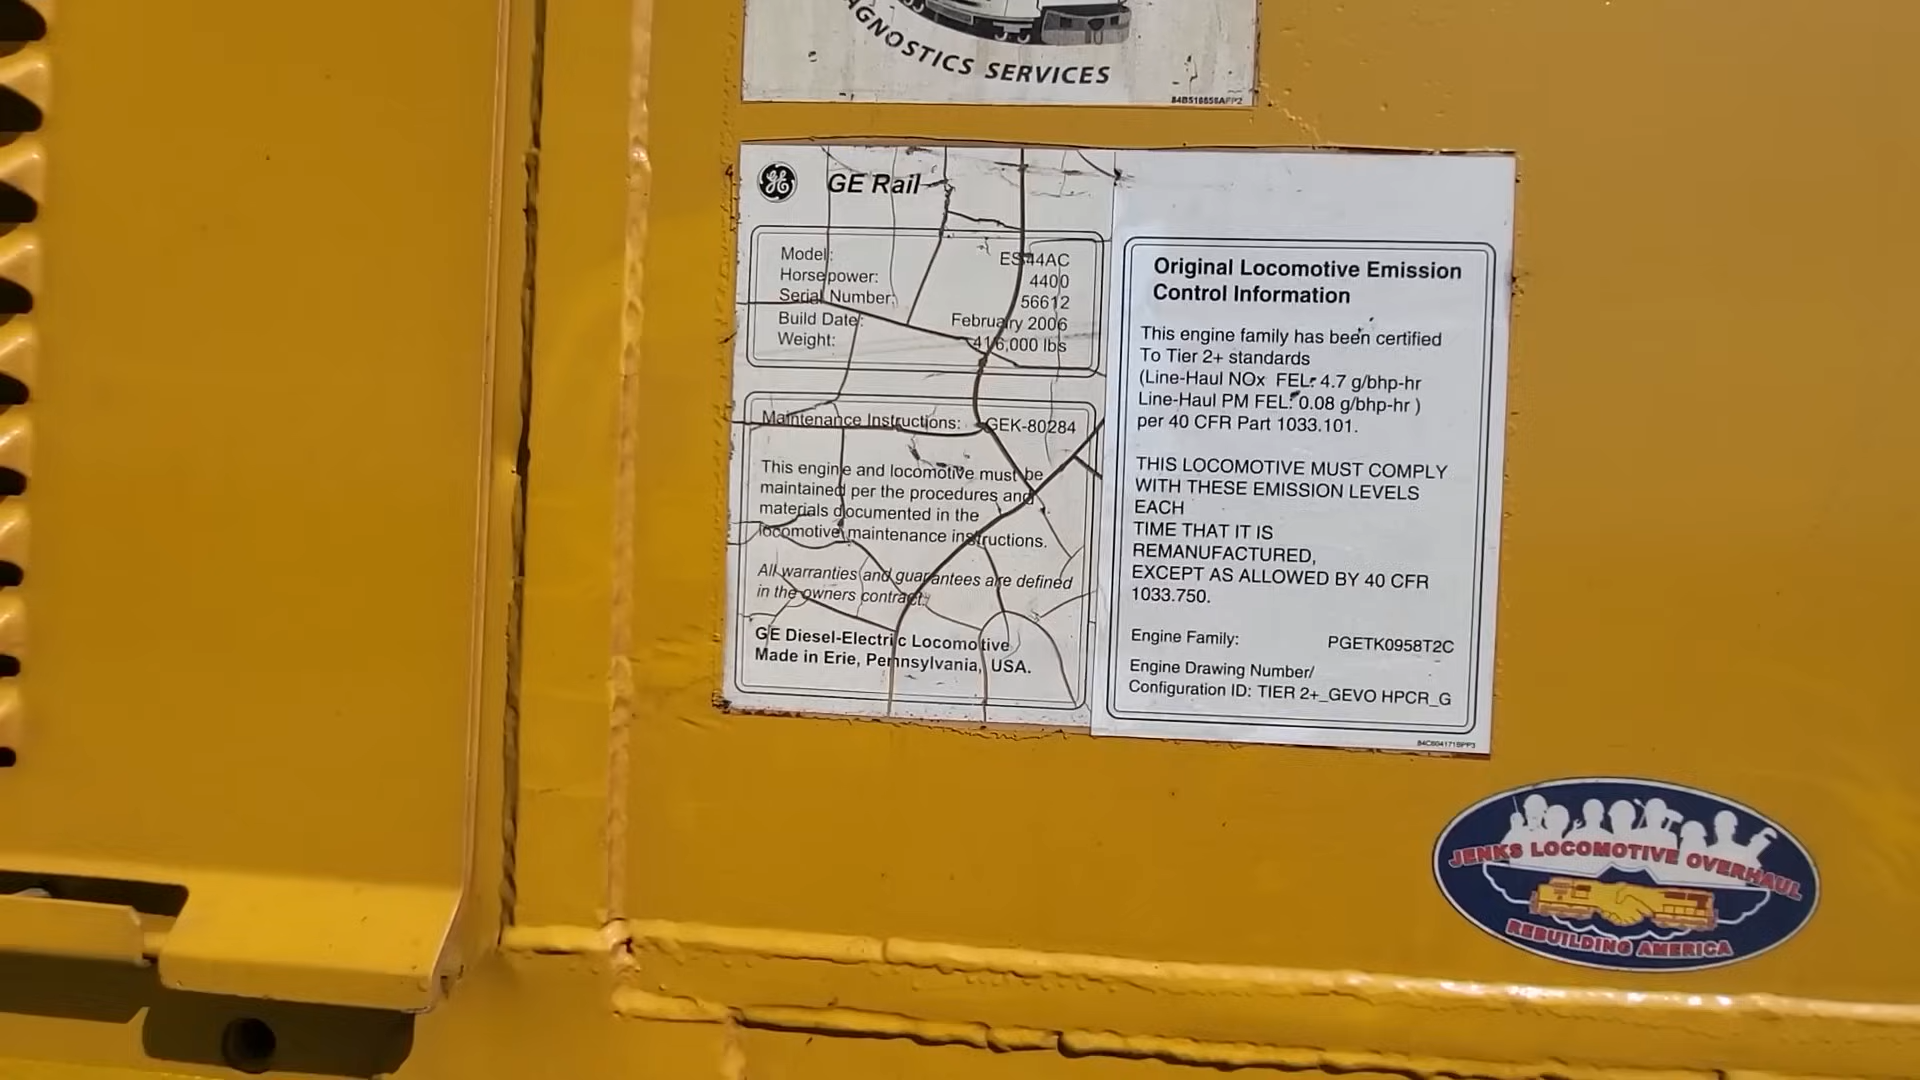 AGNOSTICS SERVICES
84B516656APP2
GE Rail
Model: ES44AC
Horsepower: 4400
Serial Number: 56612
Build Date: February 2006
Weight: 416,000 lbs
Maintenance Instructions: GEK-80284
This engine and locomotive must be
maintained per the procedures and
materials documented in the
locomotive maintenance instructions.
All warranties and guarantees are defined
in the owners contract.
GE Diesel-Electric Locomotive
Made in Erie, Pennsylvania, USA.
Original Locomotive Emission
Control Information
This engine family has been certified
To Tier 2+ standards
(Line-Haul NOx FEL: 4.7 g/bhp-hr
Line-Haul PM FEL: 0.08 g/bhp-hr )
per 40 CFR Part 1033.101.
THIS LOCOMOTIVE MUST COMPLY
WITH THESE EMISSION LEVELS
EACH
TIME THAT IT IS
REMANUFACTURED,
EXCEPT AS ALLOWED BY 40 CFR
1033.750.
Engine Family: PGETK0958T2C
Engine Drawing Number/
Configuration ID: TIER 2+_GEVO HPCR_G
JENKS LOCOMOTIVE OVERHAUL
REBUILDING AMERICA